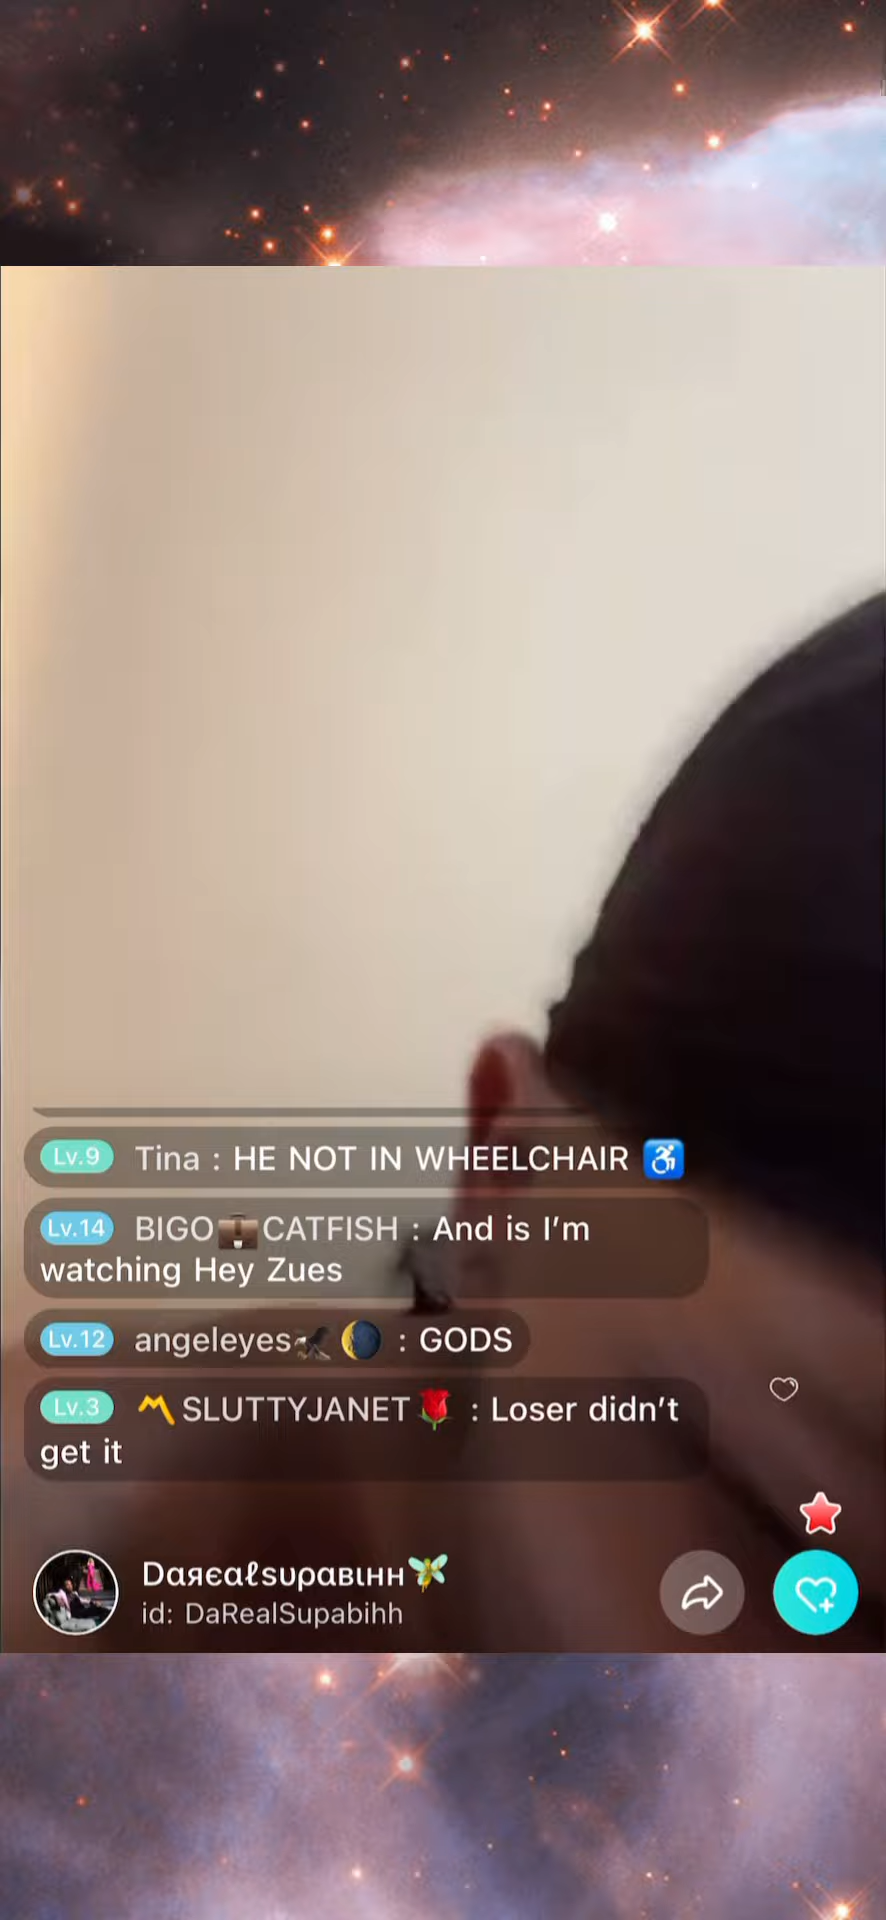 Lv.9 Tina : HE NOT IN WHEELCHAIR ♿
Lv.14 BIGO💼CATFISH : And is I’m
watching Hey Zues
Lv.12 angeleyes🦅🌘 : GODS
Lv.3 〽️SLUTTYJANET🌹 : Loser didn’t
get it
Dαяєαℓѕυραвιнн🧚
id: DaRealSupabihh